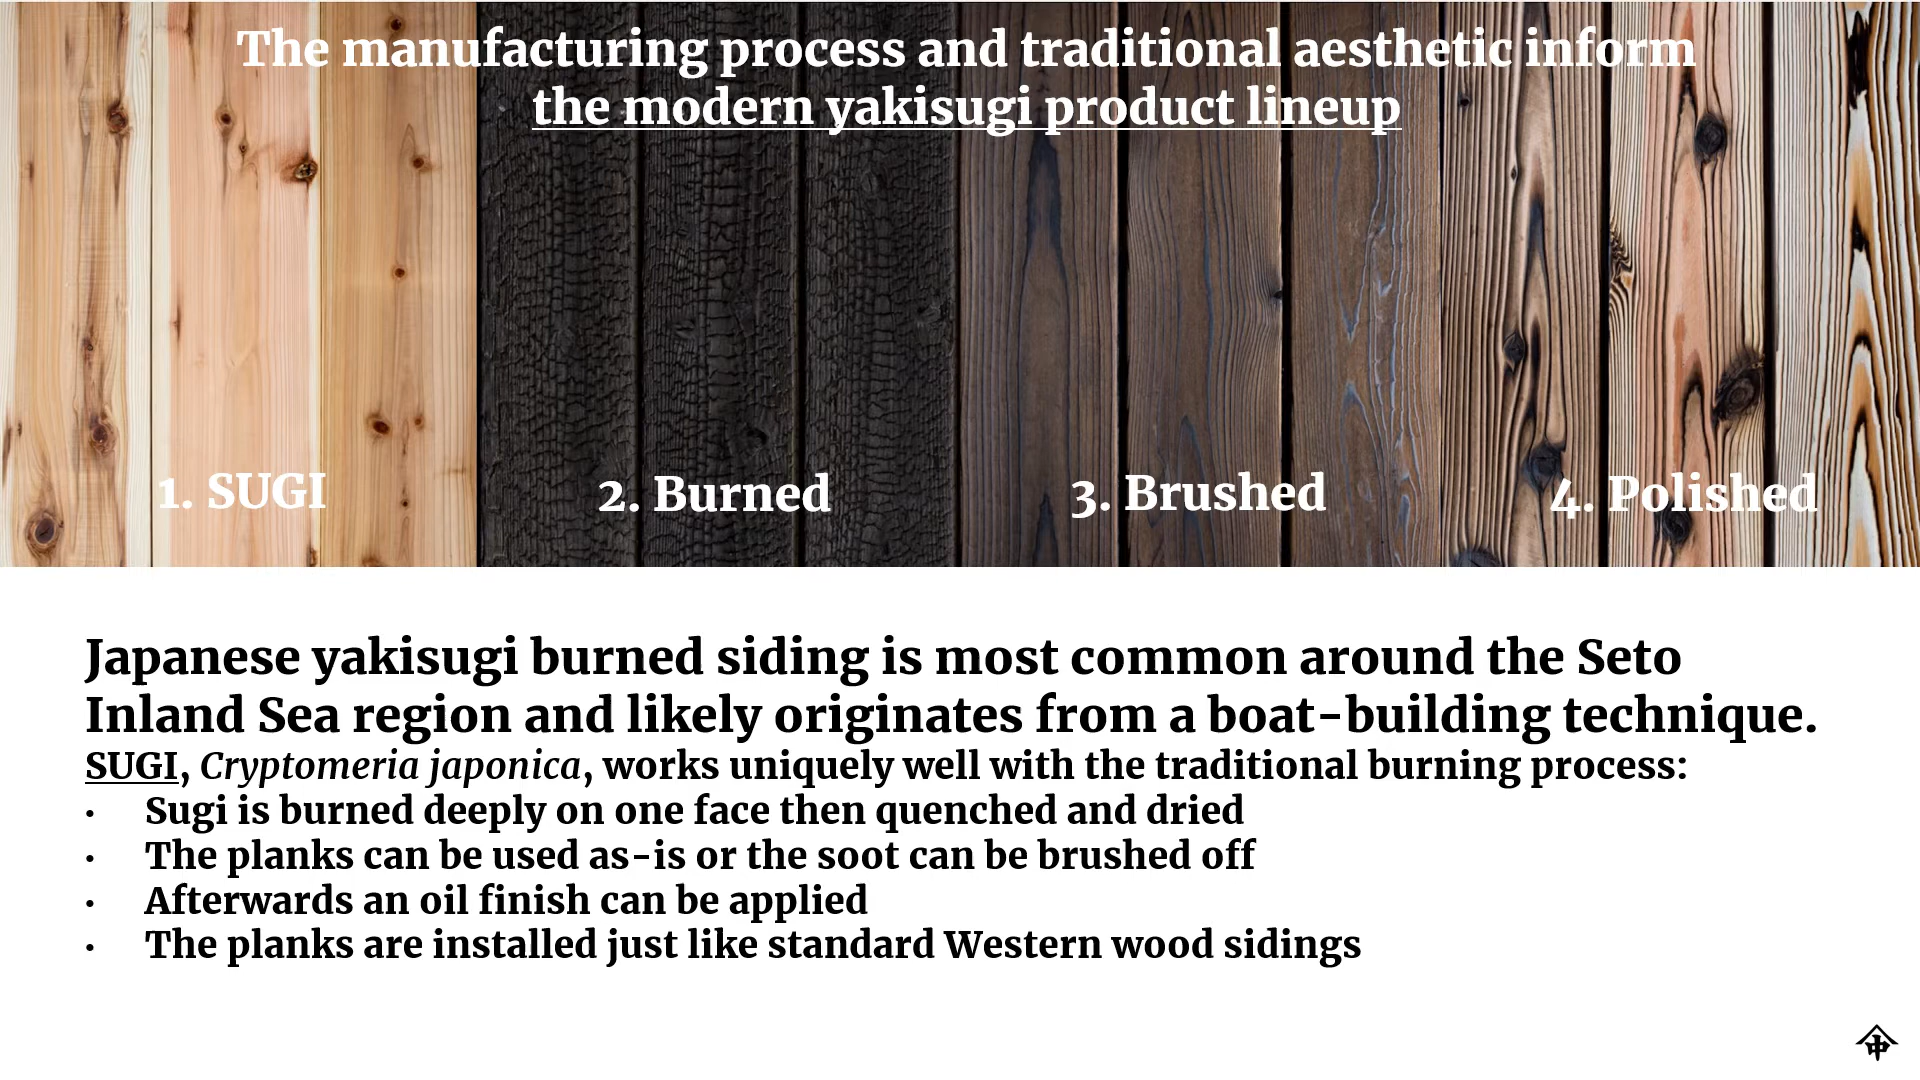 The manufacturing process and traditional aesthetic inform
the modern yakisugi product lineup
1. SUGI
2. Burned
3. Brushed
4. Polished
Japanese yakisugi burned siding is most common around the Seto
Inland Sea region and likely originates from a boat-building technique.
SUGI, Cryptomeria japonica, works uniquely well with the traditional burning process:
• Sugi is burned deeply on one face then quenched and dried
• The planks can be used as-is or the soot can be brushed off
• Afterwards an oil finish can be applied
• The planks are installed just like standard Western wood sidings